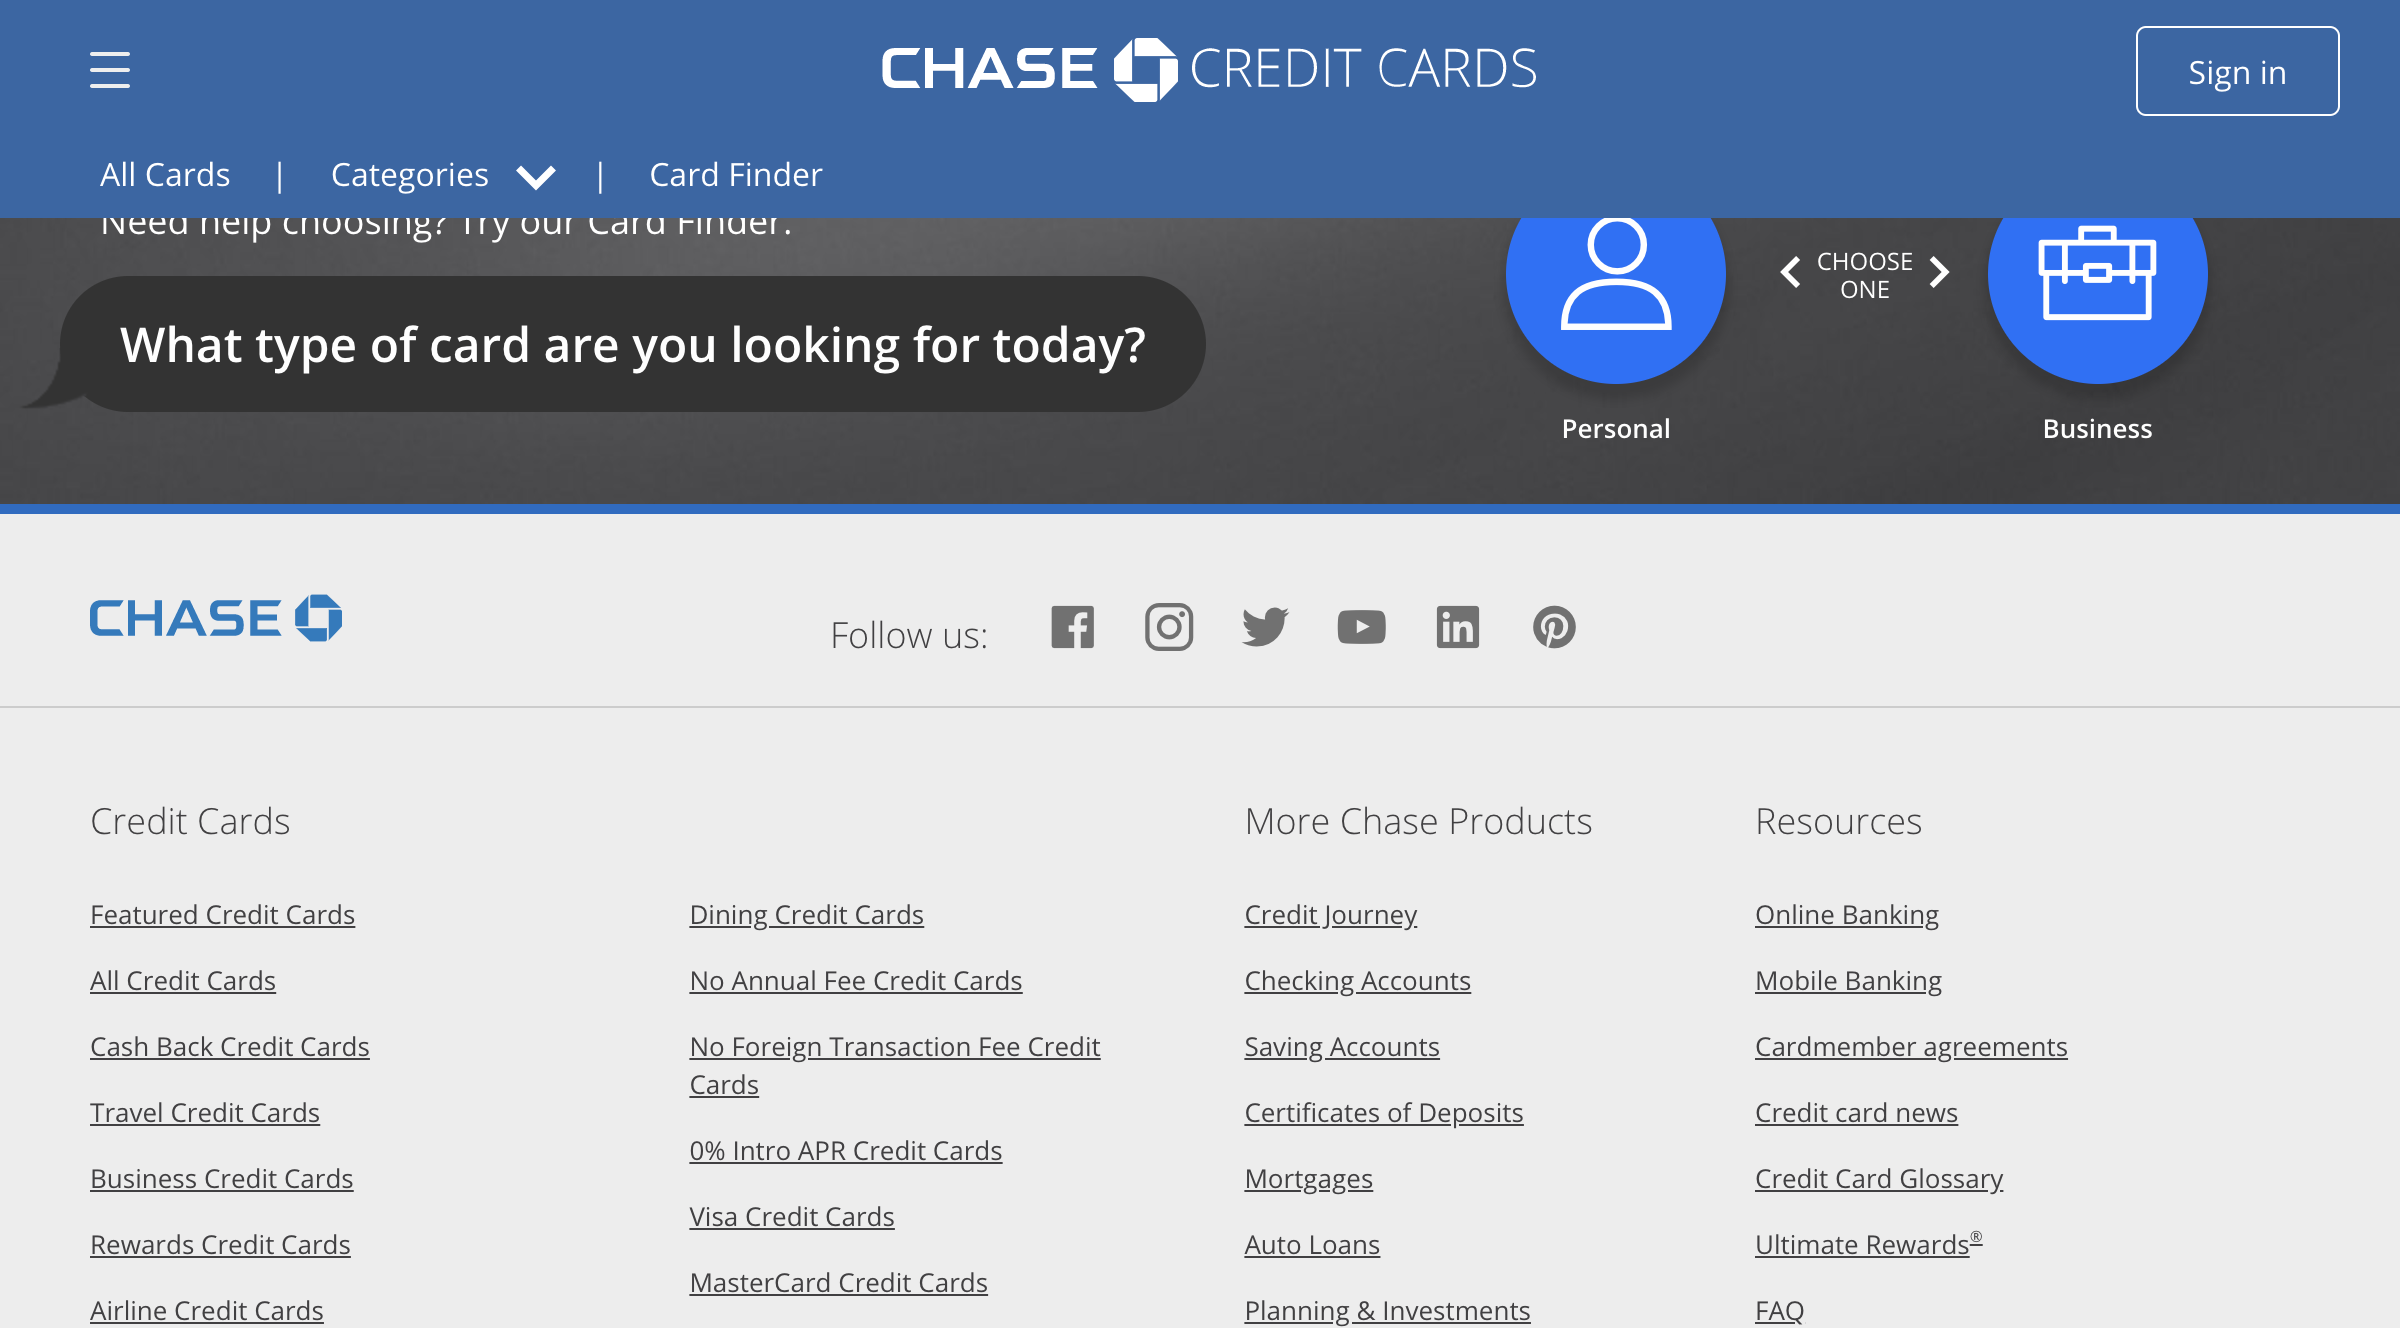 CHASE CREDIT CARDS
Sign in
All Cards | Categories | Card Finder
Need help choosing? Try our Card Finder.
What type of card are you looking for today?
CHOOSE
ONE
Personal
Business
CHASE
Follow us:
Credit Cards
Featured Credit Cards
All Credit Cards
Cash Back Credit Cards
Travel Credit Cards
Business Credit Cards
Rewards Credit Cards
Airline Credit Cards
Dining Credit Cards
No Annual Fee Credit Cards
No Foreign Transaction Fee Credit
Cards
0% Intro APR Credit Cards
Visa Credit Cards
MasterCard Credit Cards
More Chase Products
Credit Journey
Checking Accounts
Saving Accounts
Certificates of Deposits
Mortgages
Auto Loans
Planning & Investments
Resources
Online Banking
Mobile Banking
Cardmember agreements
Credit card news
Credit Card Glossary
Ultimate Rewards®
FAQ